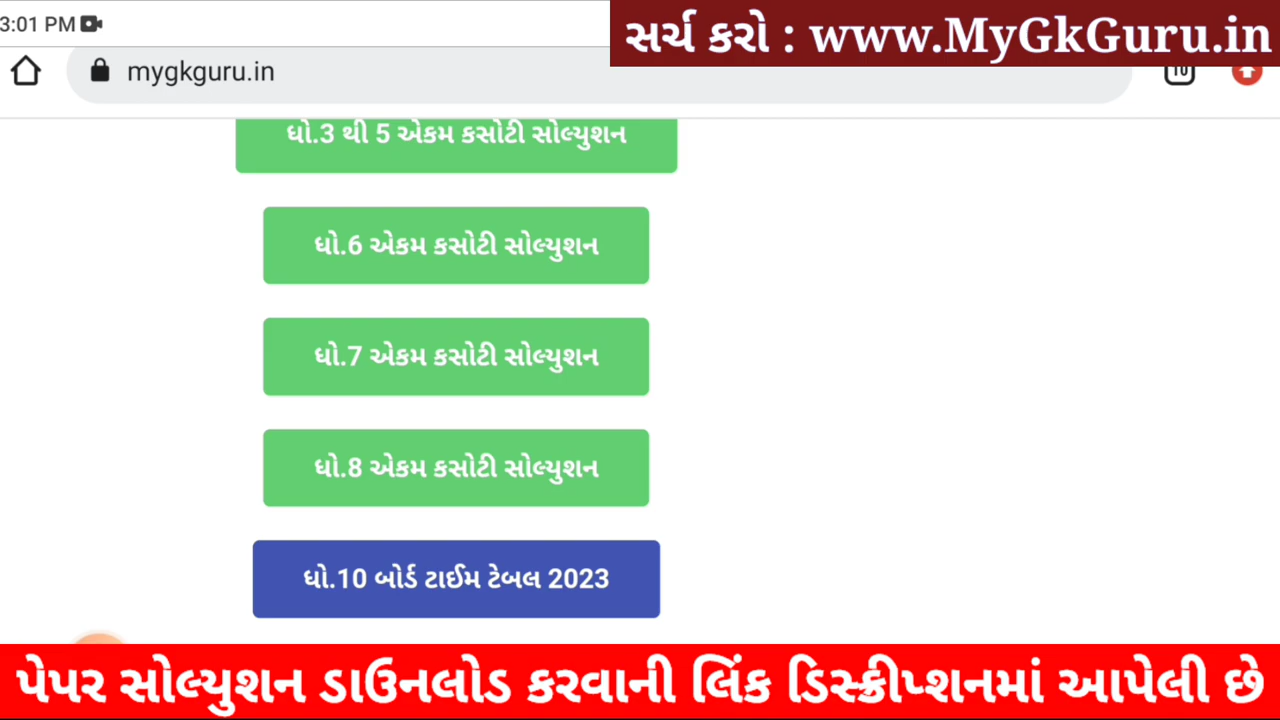 3:01 PM
સર્ચ કરો : www.MyGkGuru.in
mygkguru.in
10
ધો.3 થી 5 એકમ કસોટી સોલ્યુશન
ધો.6 એકમ કસોટી સોલ્યુશન
ધો.7 એકમ કસોટી સોલ્યુશન
ધો.8 એકમ કસોટી સોલ્યુશન
ધો.10 બોર્ડ ટાઈમ ટેબલ 2023
પેપર સોલ્યુશન ડાઉનલોડ કરવાની લિંક ડિસ્ક્રીપ્શનમાં આપેલી છે